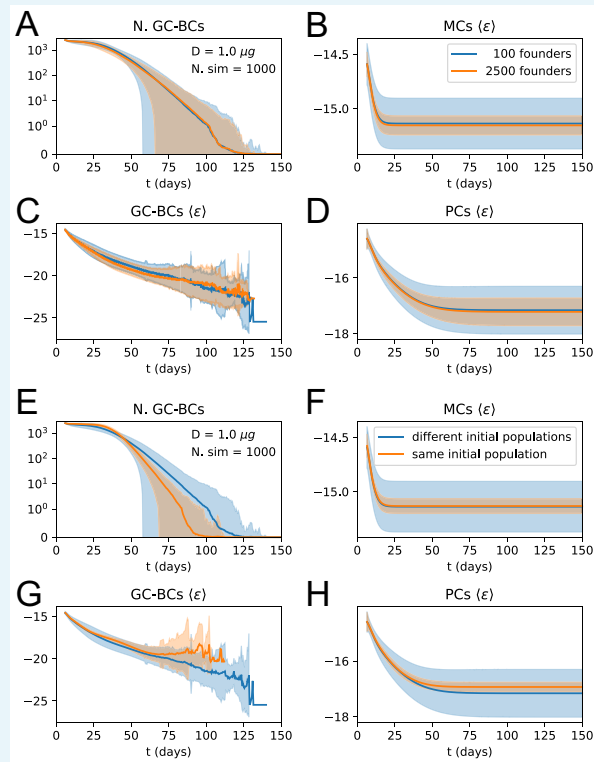 A
N. GC-BCs
D = 1.0 μg
N. sim = 1000
10³
10²
10¹
10⁰
0
0 25 50 75 100 125 150
t (days)
B
MCs ⟨ε⟩
100 founders
2500 founders
−14.5
−15.0
0 25 50 75 100 125 150
t (days)
C
GC-BCs ⟨ε⟩
−15
−20
−25
0 25 50 75 100 125 150
t (days)
D
PCs ⟨ε⟩
−16
−18
0 25 50 75 100 125 150
t (days)
E
N. GC-BCs
D = 1.0 μg
N. sim = 1000
10³
10²
10¹
10⁰
0
0 25 50 75 100 125 150
t (days)
F
MCs ⟨ε⟩
different initial populations
same initial population
−14.5
−15.0
0 25 50 75 100 125 150
t (days)
G
GC-BCs ⟨ε⟩
−15
−20
−25
0 25 50 75 100 125 150
t (days)
H
PCs ⟨ε⟩
−16
−18
0 25 50 75 100 125 150
t (days)